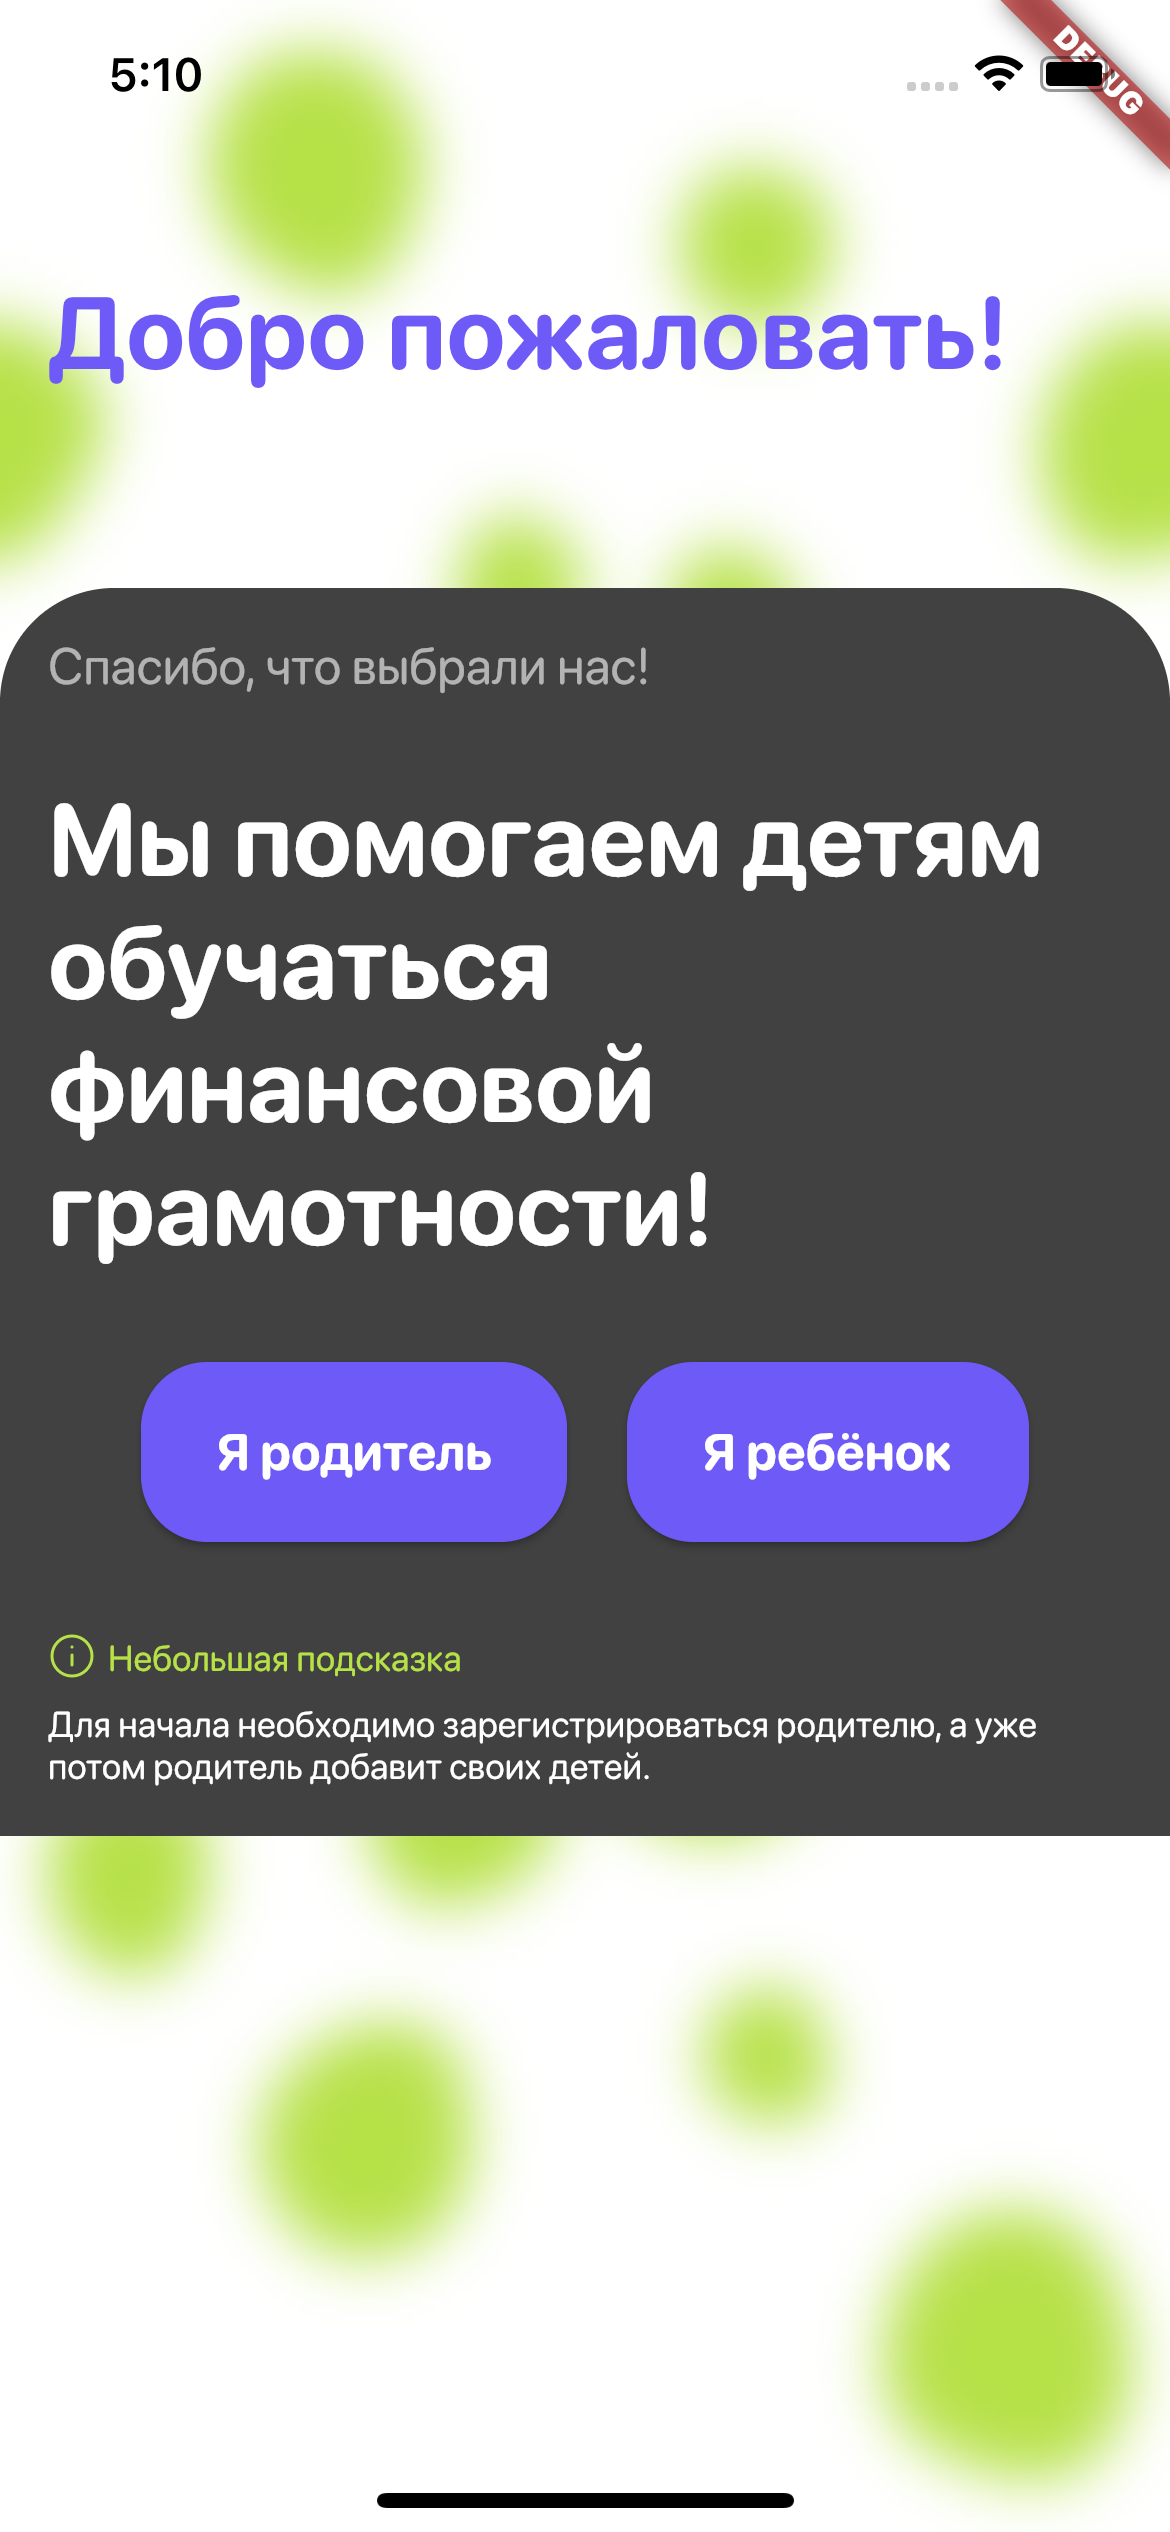 5:10
DEBUG
Добро пожаловать!
Спасибо, что выбрали нас!
Мы помогаем детям
обучаться
финансовой
грамотности!
Я родитель
Я ребёнок
Небольшая подсказка
Для начала необходимо зарегистрироваться родителю, а уже
потом родитель добавит своих детей.